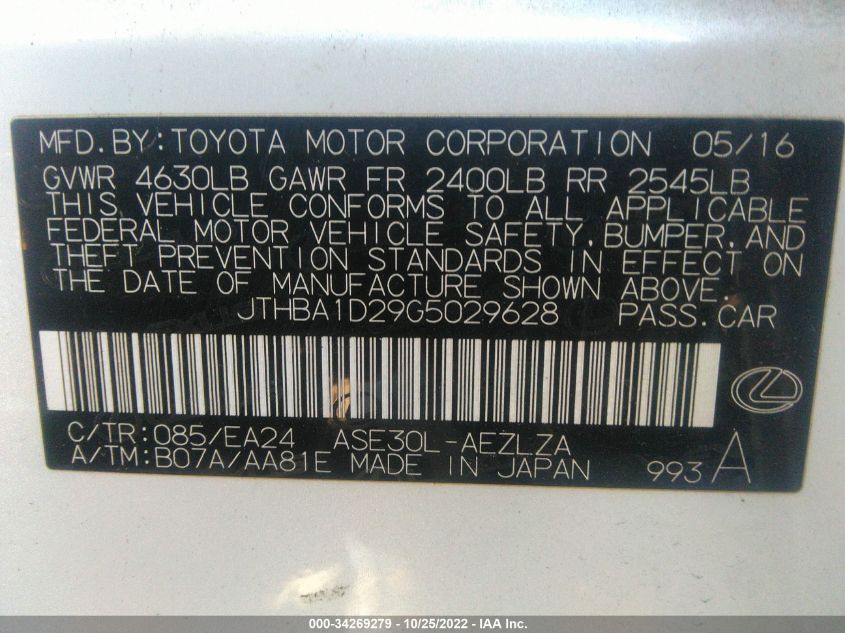 MFD.BY:TOYOTA MOTOR CORPORATION 05/16
GVWR 4630LB GAWR FR 2400LB RR 2545LB
THIS VEHICLE CONFORMS TO ALL APPLICABLE
FEDERAL MOTOR VEHICLE SAFETY,BUMPER,AND
THEFT PREVENTION STANDARDS IN EFFECT ON
THE DATE OF MANUFACTURE SHOWN ABOVE.
JTHBA1D29G5029628 PASS.CAR
C/TR:085/EA24 ASE30L-AEZLZA
A/TM:B07A/AA81E MADE IN JAPAN 993 A
000-34269279 - 10/25/2022 - IAA Inc.